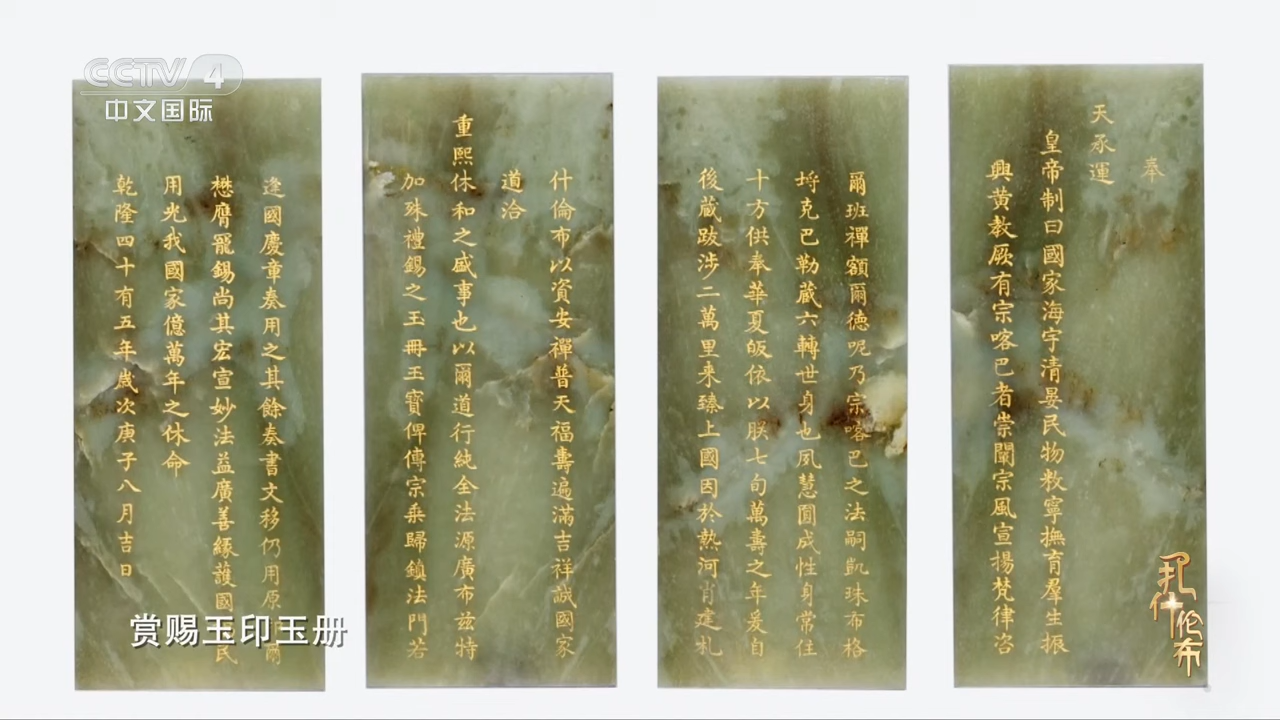 CCTV 4
中文国际
奉
天承運
皇帝制曰國家海宇清晏民物敉寧撫育羣生振
興黃教厥有宗喀巴者崇闡宗風宣揚梵律咨
爾班禪額爾德呢乃宗喀巴之法嗣凱珠布格
埒克巴勒藏六轉世身也夙慧圓成性身常住
十方供奉華夏皈依以朕七旬萬壽之年爰自
後藏跋涉二萬里来臻上國因於熱河肖建札
什倫布以資安禪普天福壽遍滿吉祥誠國家
道洽
重熙休和之盛事也以爾道行純全法源廣布兹特
加殊禮錫之玉冊玉寶俾傳宗乘歸鎮法門若
逢國慶章奏用之其餘奏書文移仍用原爾
懋膺寵錫尚其宏宣妙法益廣善緣護國民
用光我國家億萬年之休命
乾隆四十有五年歲次庚子八月吉日
赏赐玉印玉册
扎什伦布